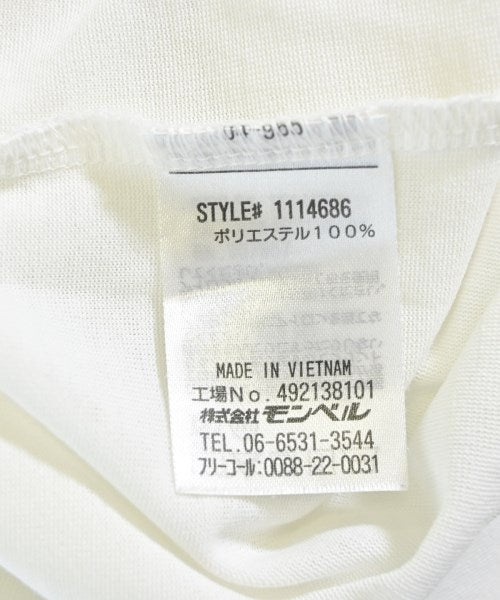 STYLE# 1114686
ポリエステル100%
MADE IN VIETNAM
工場No.492138101
株式会社モンベル
TEL.06-6531-3544
フリーコール:0088-22-0031